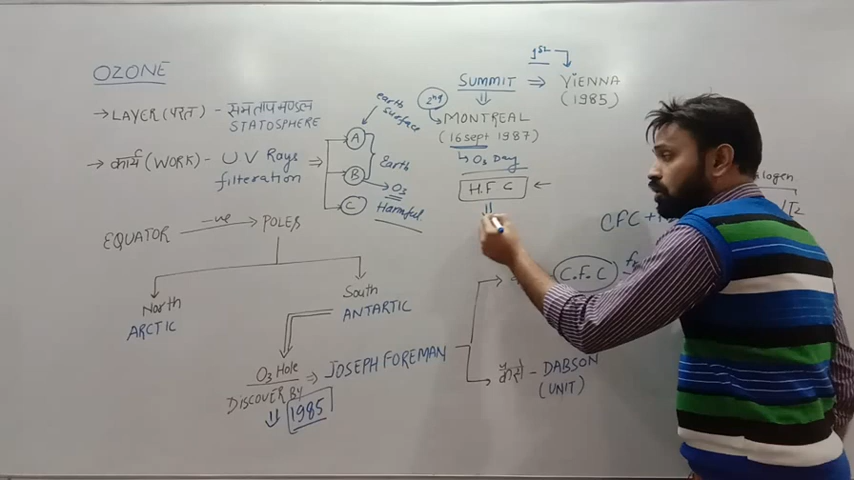 OZONE
→ LAYER (परत) - समताप मण्डल
STATOSPHERE
→ कार्य (WORK) - U V Rays ⇒
filteration
A
B
C
earth surface
Earth
O3
Harmful
EQUATOR -ve → POLES
North
ARCTIC
South
ANTARTIC
O3 Hole ⇒ JOSEPH FOREMAN
DISCOVER BY
1985
SUMMIT ⇒ VIENNA
1st
(1985)
2nd
MONTREAL
(16 sept 1987)
O3 Day
H.F.C ←
C.F.C
- DABSON
(UNIT)
CFC +